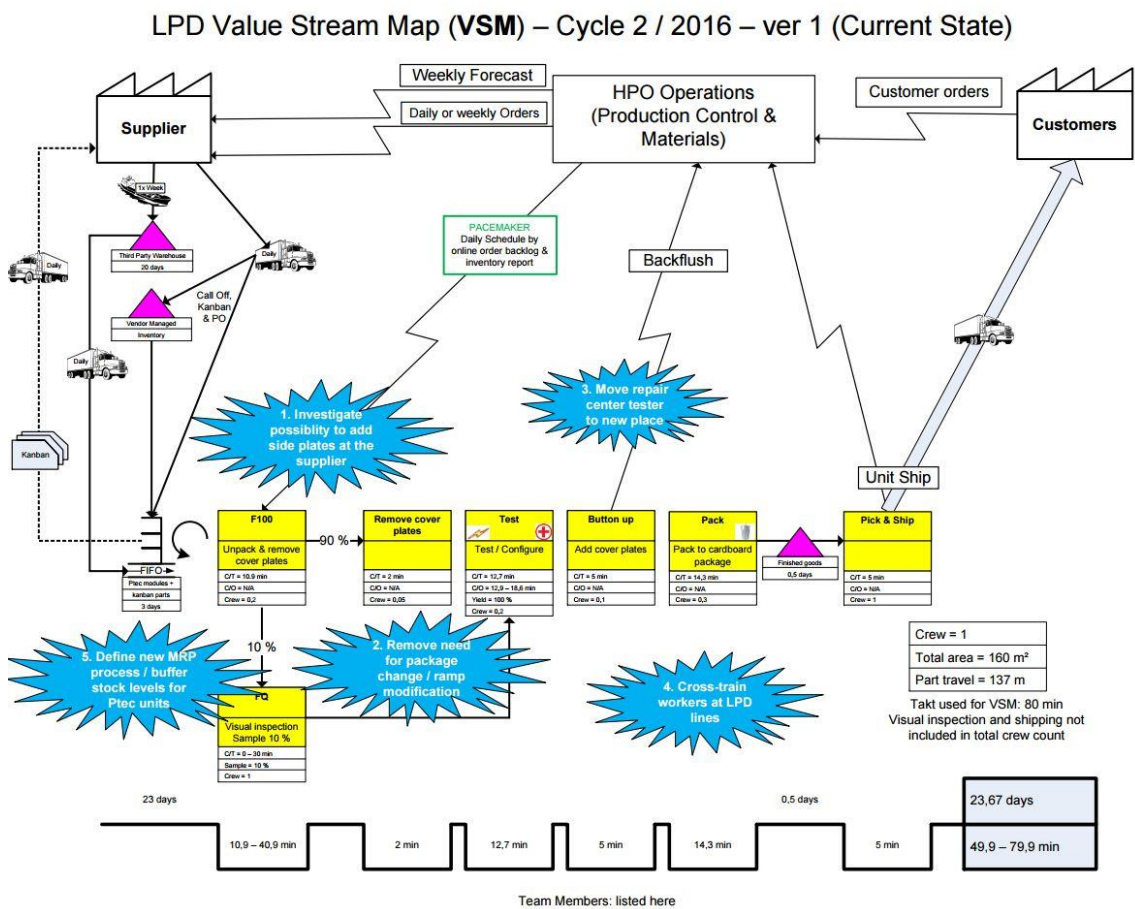 LPD Value Stream Map (VSM) – Cycle 2 / 2016 – ver 1 (Current State)
Supplier
Weekly Forecast
Daily or weekly Orders
HPO Operations
(Production Control &
Materials)
Customer orders
Customers
1x Week
Third Party Warehouse
20 days
Daily
Daily
Daily
Call Off,
Kanban
& PO
Vendor Managed
Inventory
PACEMAKER
Daily Schedule by
online order backlog &
inventory report
Backflush
Kanban
1. Investigate
possiblity to add
side plates at the
supplier
3. Move repair
center tester
to new place
Unit Ship
FIFO
Ptec modules +
kanban parts
3 days
F100
Unpack & remove
cover plates
C/T = 10.9 min
C/O = N/A
Crew = 0,2
90 %
Remove cover
plates
C/T = 2 min
C/O = N/A
Crew = 0,05
Test
Test / Configure
C/T = 12,7 min
C/O = 12,9 – 18,6 min
Yield = 100 %
Crew = 0,2
Button up
Add cover plates
C/T = 5 min
C/O = N/A
Crew = 0,1
Pack
Pack to cardboard
package
C/T = 14,3 min
C/O = N/A
Crew = 0,3
Finished goods
0,5 days
Pick & Ship
C/T = 5 min
C/O = N/A
Crew = 1
10 %
5. Define new MRP
process / buffer
stock levels for
Ptec units
2. Remove need
for package
change / ramp
modification
4. Cross-train
workers at LPD
lines
FQ
Visual inspection
Sample 10 %
C/T = 0 – 30 min
Sample = 10 %
Crew = 1
Crew = 1
Total area = 160 m²
Part travel = 137 m
Takt used for VSM: 80 min
Visual inspection and shipping not
included in total crew count
23 days
0,5 days
23,67 days
10,9 – 40,9 min
2 min
12,7 min
5 min
14,3 min
5 min
49,9 – 79,9 min
Team Members: listed here